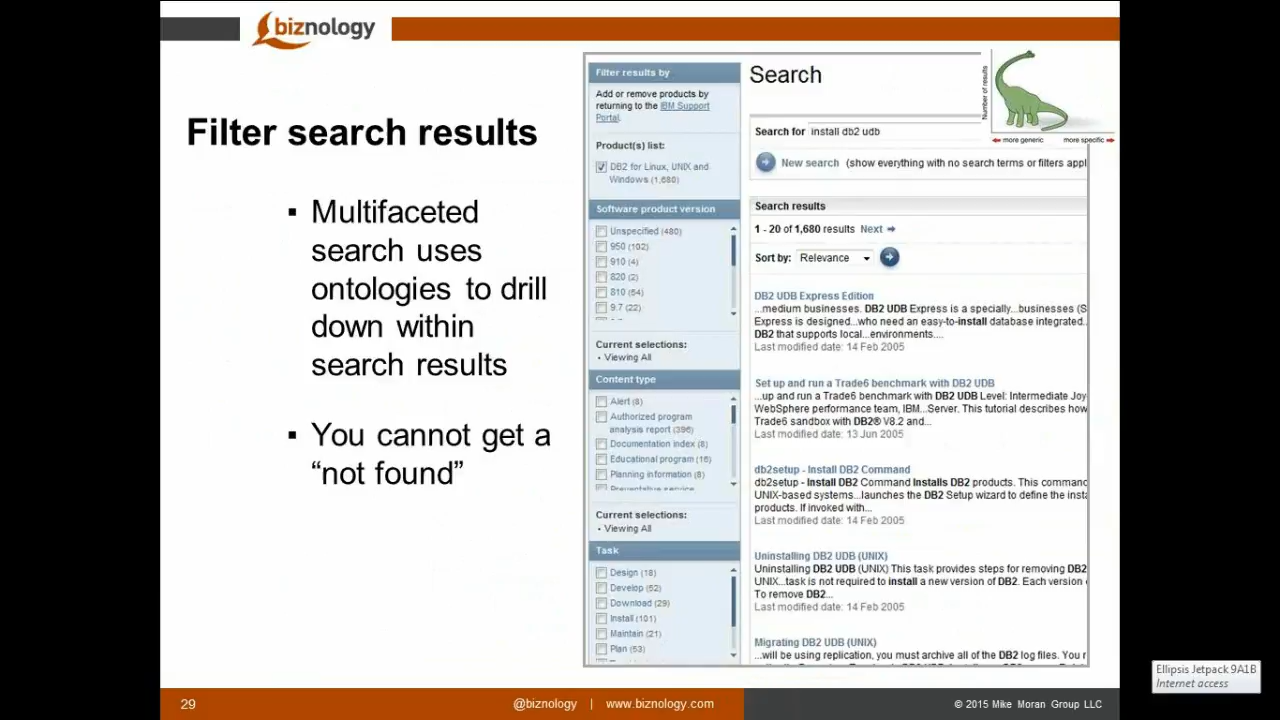 biznology
Filter search results
▪ Multifaceted
search uses
ontologies to drill
down within
search results
▪ You cannot get a
“not found”
Filter results by
Add or remove products by
returning to the IBM Support
Portal.
Product(s) list:
DB2 for Linux, UNIX and
Windows (1,680)
Software product version
Unspecified (480)
950 (102)
910 (4)
820 (2)
810 (54)
9.7 (22)
Current selections:
• Viewing All
Content type
Alert (8)
Authorized program
analysis report (396)
Documentation index (8)
Educational program (16)
Planning information (8)
Preventative service
Current selections:
• Viewing All
Task
Design (18)
Develop (52)
Download (29)
Install (101)
Maintain (21)
Plan (53)
Search
Number of results
more generic more specific
Search for install db2 udb
New search (show everything with no search terms or filters appl
Search results
1 - 20 of 1,680 results Next
Sort by: Relevance
DB2 UDB Express Edition
...medium businesses. DB2 UDB Express is a specially...businesses (S
Express is designed...who need an easy-to-install database integrated.
DB2 that supports local...environments....
Last modified date: 14 Feb 2005
Set up and run a Trade6 benchmark with DB2 UDB
...up and run a Trade6 benchmark with DB2 UDB Level: Intermediate Joy
WebSphere performance team, IBM...Server. This tutorial describes how
Trade6 sandbox with DB2® V8.2 and...
Last modified date: 13 Jun 2005
db2setup - Install DB2 Command
db2setup - Install DB2 Command Installs DB2 products. This command
UNIX-based systems...launches the DB2 Setup wizard to define the insta
products. If invoked with...
Last modified date: 14 Feb 2005
Uninstalling DB2 UDB (UNIX)
Uninstalling DB2 UDB (UNIX) This task provides steps for removing DB2
UNIX...task is not required to install a new version of DB2. Each version
To remove DB2...
Last modified date: 14 Feb 2005
Migrating DB2 UDB (UNIX)
...will be using replication, you must archive all of the DB2 log files. You
29
@biznology | www.biznology.com
© 2015 Mike Moran Group LLC
Ellipsis Jetpack 9A1B
Internet access